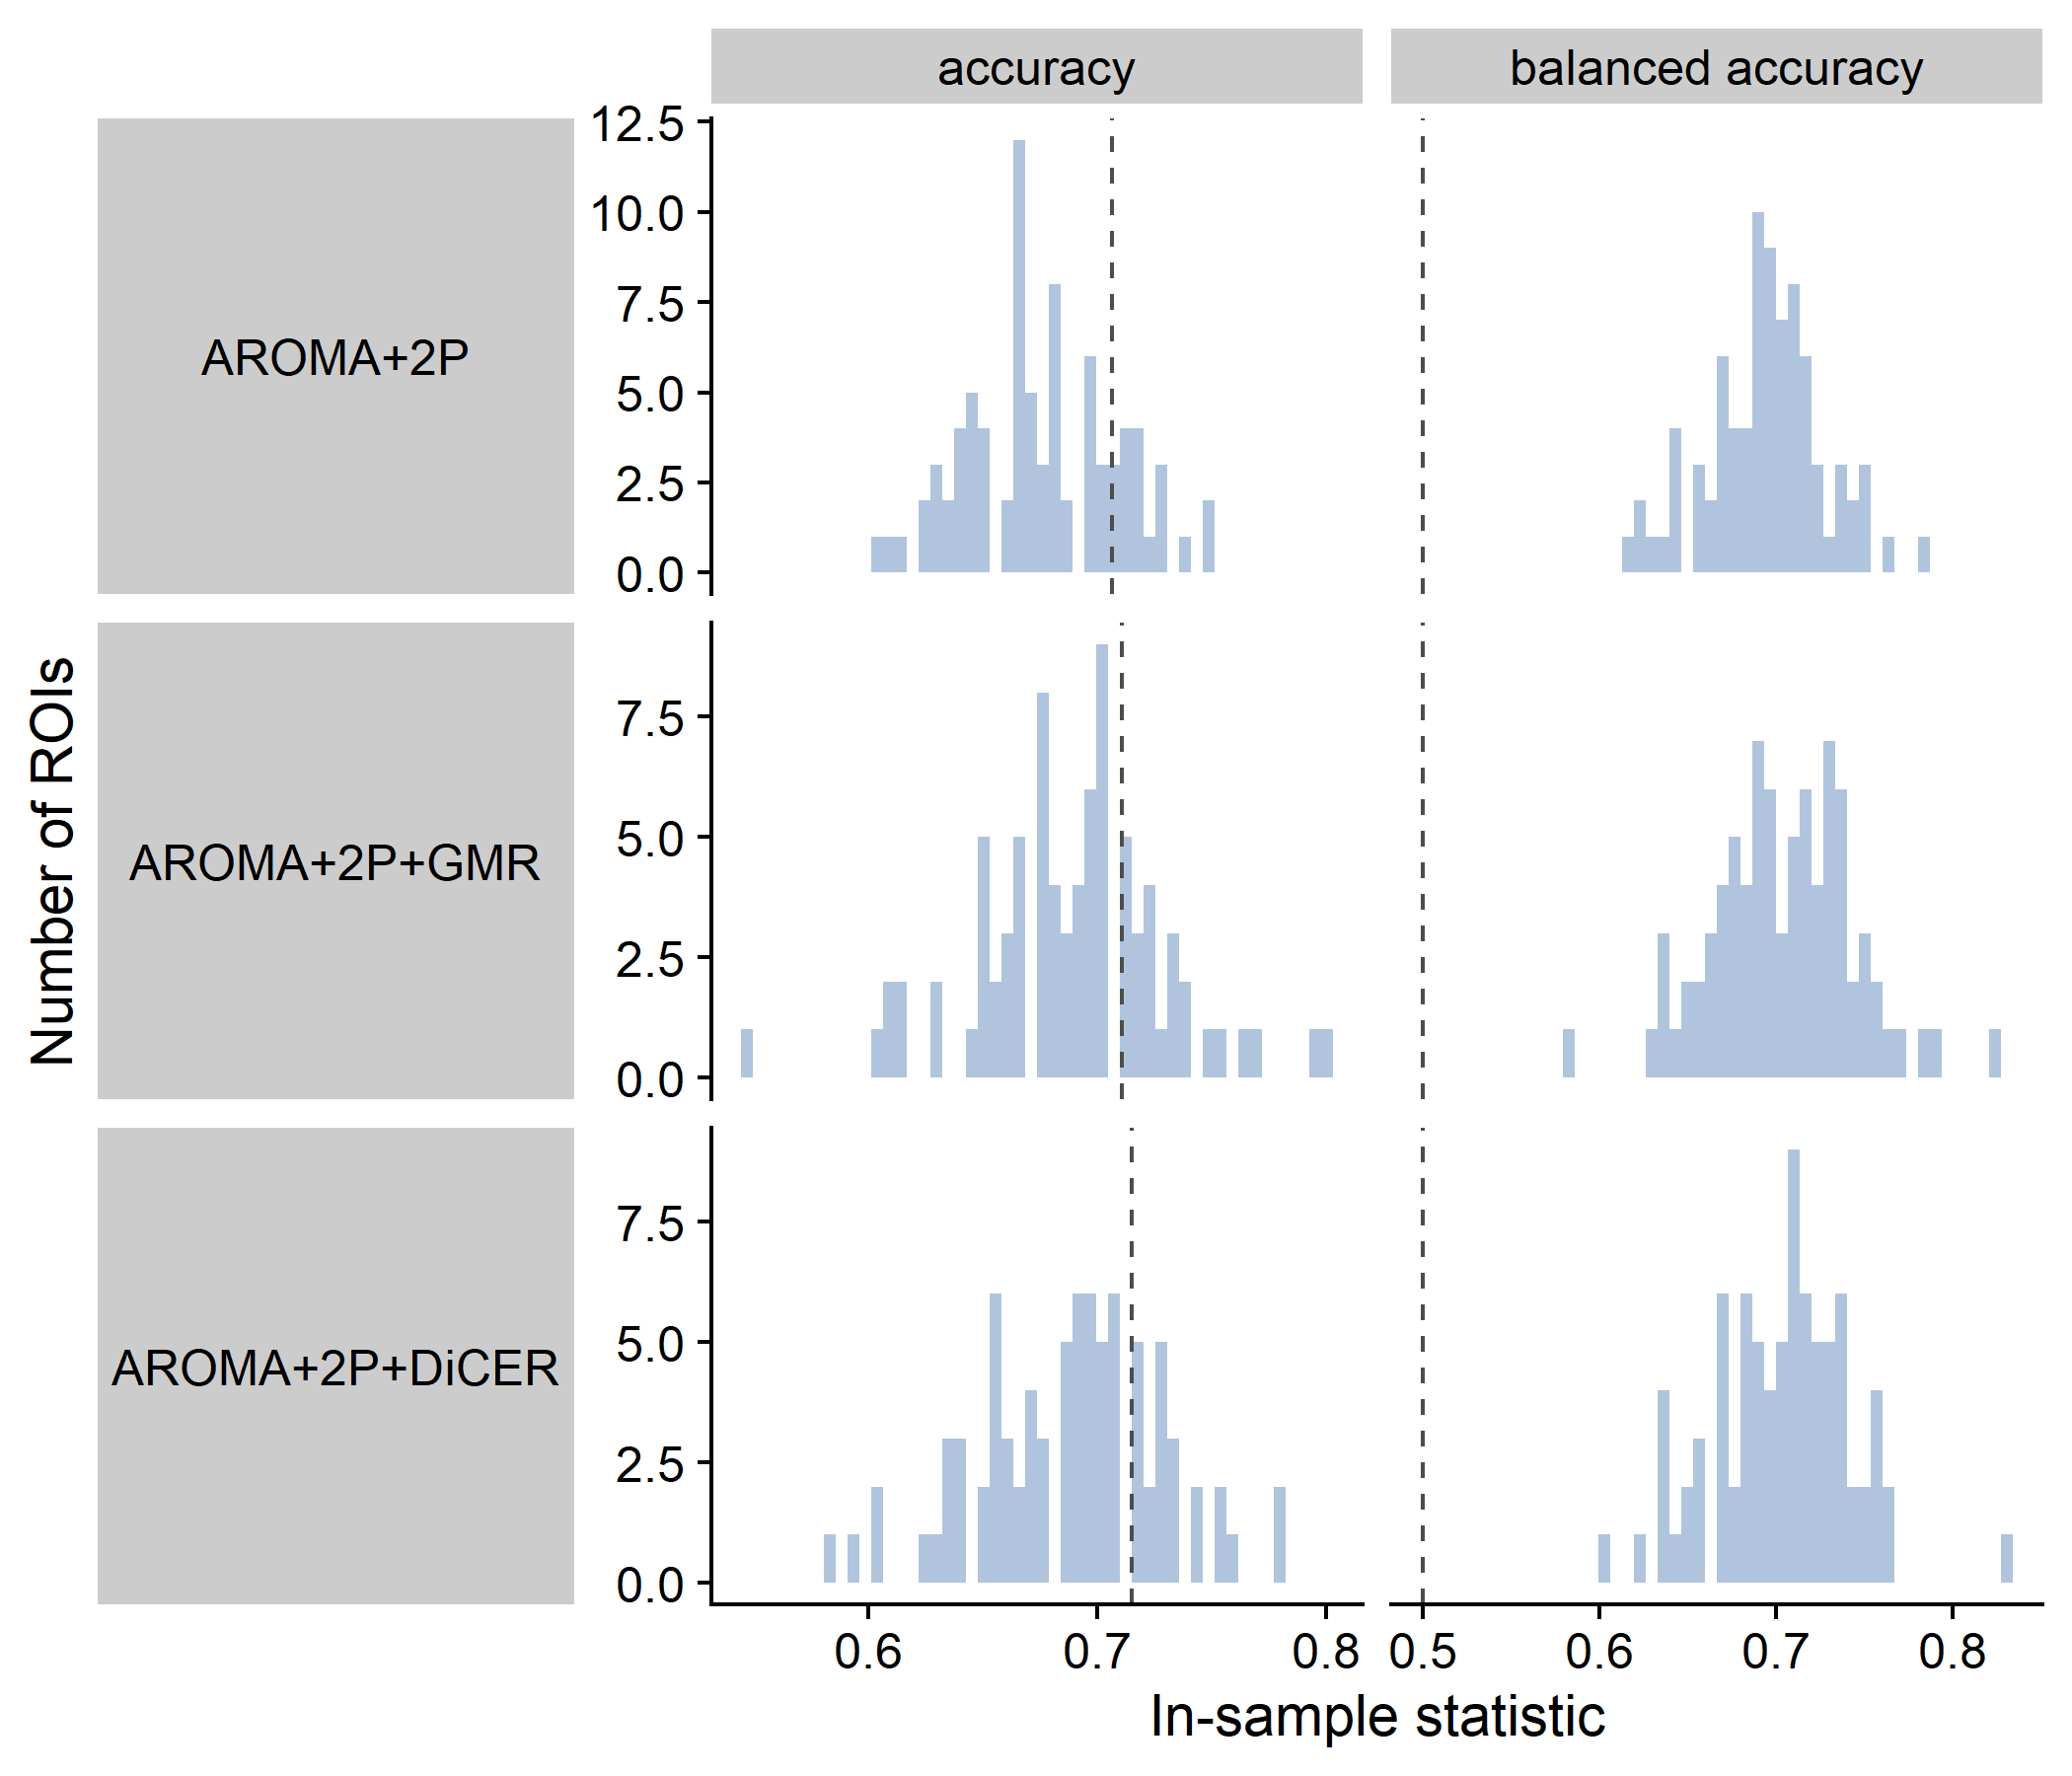 accuracy
balanced accuracy
Number of ROIs
AROMA+2P
12.5
10.0
7.5
5.0
2.5
0.0
AROMA+2P+GMR
7.5
5.0
2.5
0.0
AROMA+2P+DiCER
7.5
5.0
2.5
0.0
0.6 0.7 0.8
0.5 0.6 0.7 0.8
In-sample statistic